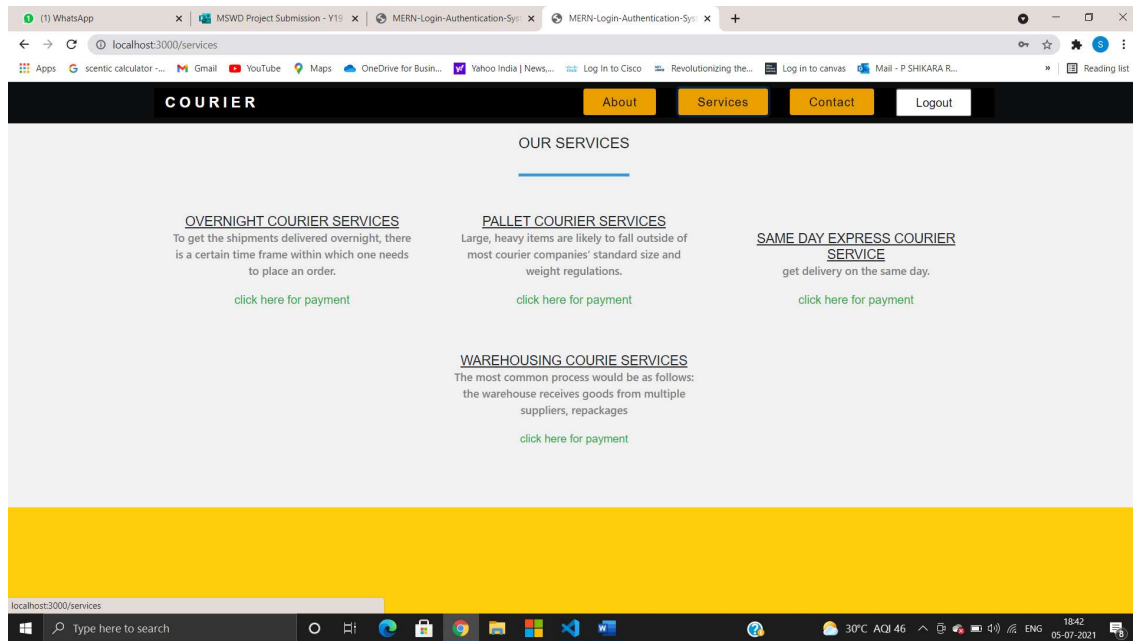 (1) WhatsApp
MSWD Project Submission - Y19
MERN-Login-Authentication-Sys
MERN-Login-Authentication-Sys
localhost:3000/services
Apps
scentic calculator -...
Gmail
YouTube
Maps
OneDrive for Busin...
Yahoo India | News,...
Log In to Cisco
Revolutionizing the...
Log in to canvas
Mail - P SHIKARA R...
»
Reading list
COURIER
About
Services
Contact
Logout
OUR SERVICES
OVERNIGHT COURIER SERVICES
To get the shipments delivered overnight, there
is a certain time frame within which one needs
to place an order.
click here for payment
PALLET COURIER SERVICES
Large, heavy items are likely to fall outside of
most courier companies' standard size and
weight regulations.
click here for payment
SAME DAY EXPRESS COURIER
SERVICE
get delivery on the same day.
click here for payment
WAREHOUSING COURIE SERVICES
The most common process would be as follows:
the warehouse receives goods from multiple
suppliers, repackages
click here for payment
localhost:3000/services
Type here to search
30°C AQI 46
ENG
18:42
05-07-2021